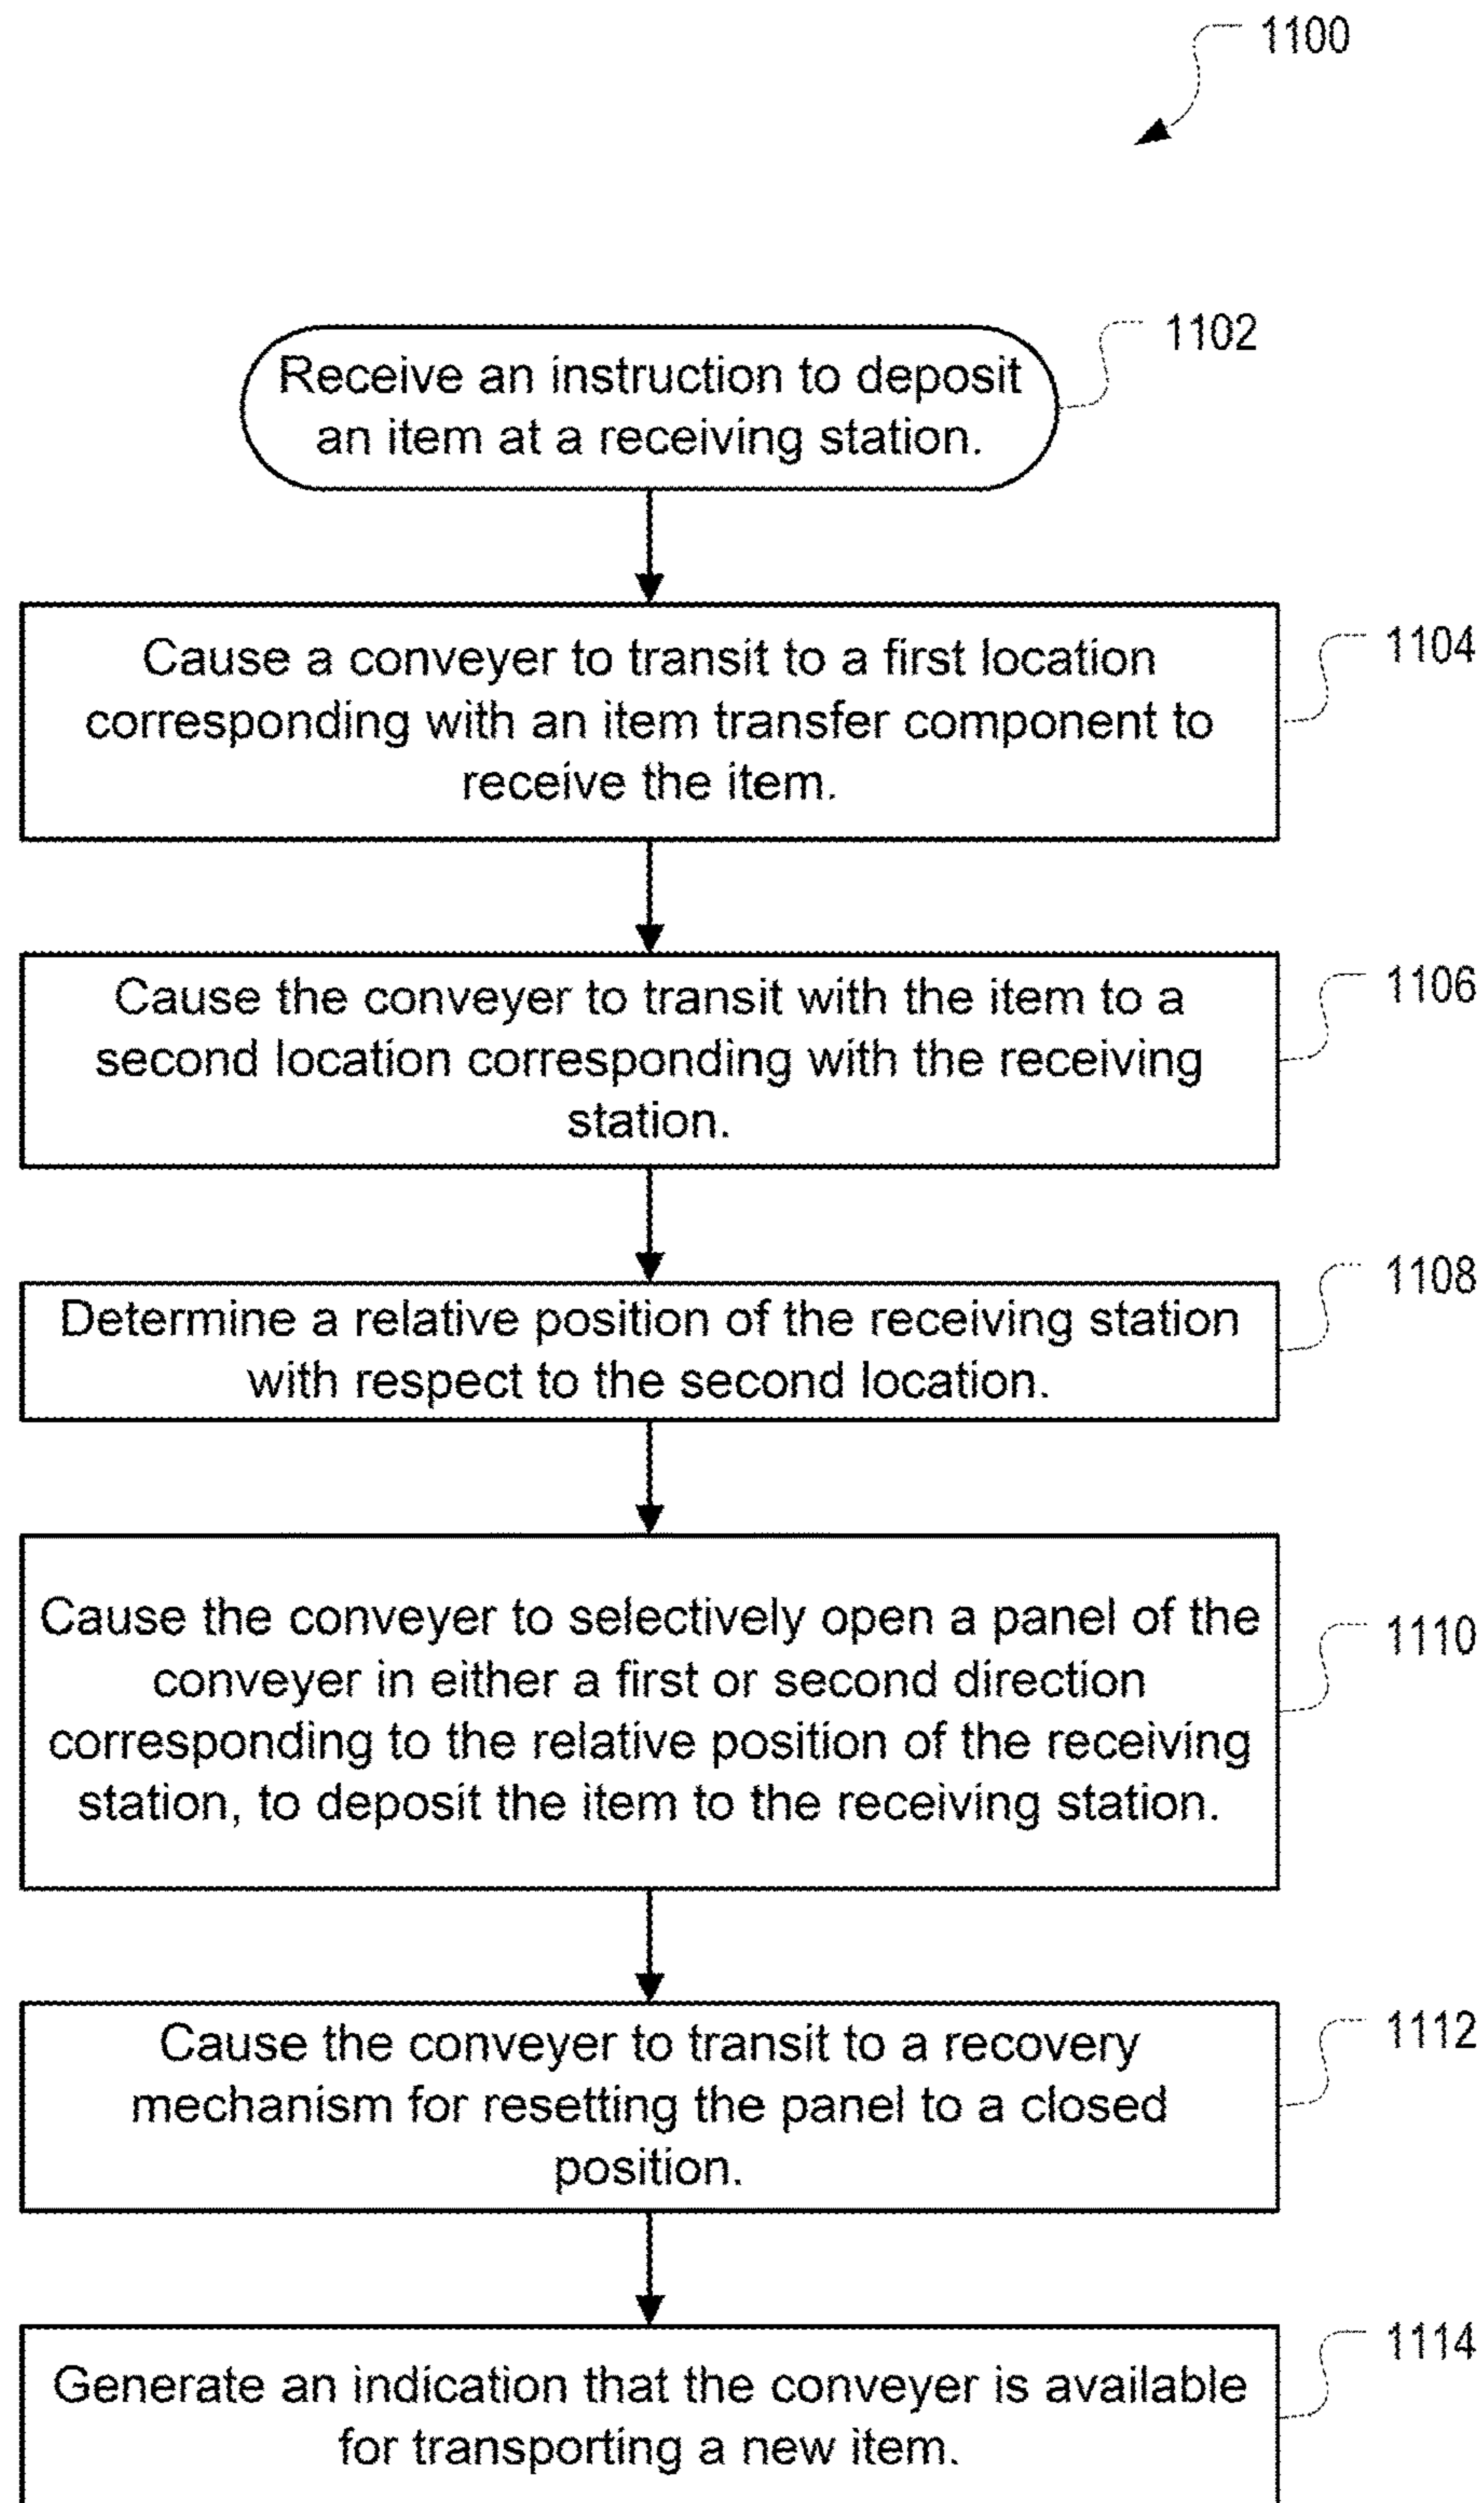 1100
Receive an instruction to deposit
an item at a receiving station.
1102
Cause a conveyer to transit to a first location
corresponding with an item transfer component to
receive the item.
1104
Cause the conveyer to transit with the item to a
second location corresponding with the receiving
station.
1106
Determine a relative position of the receiving station
with respect to the second location.
1108
Cause the conveyer to selectively open a panel of the
conveyer in either a first or second direction
corresponding to the relative position of the receiving
station, to deposit the item to the receiving station.
1110
Cause the conveyer to transit to a recovery
mechanism for resetting the panel to a closed
position.
1112
Generate an indication that the conveyer is available
for transporting a new item.
1114